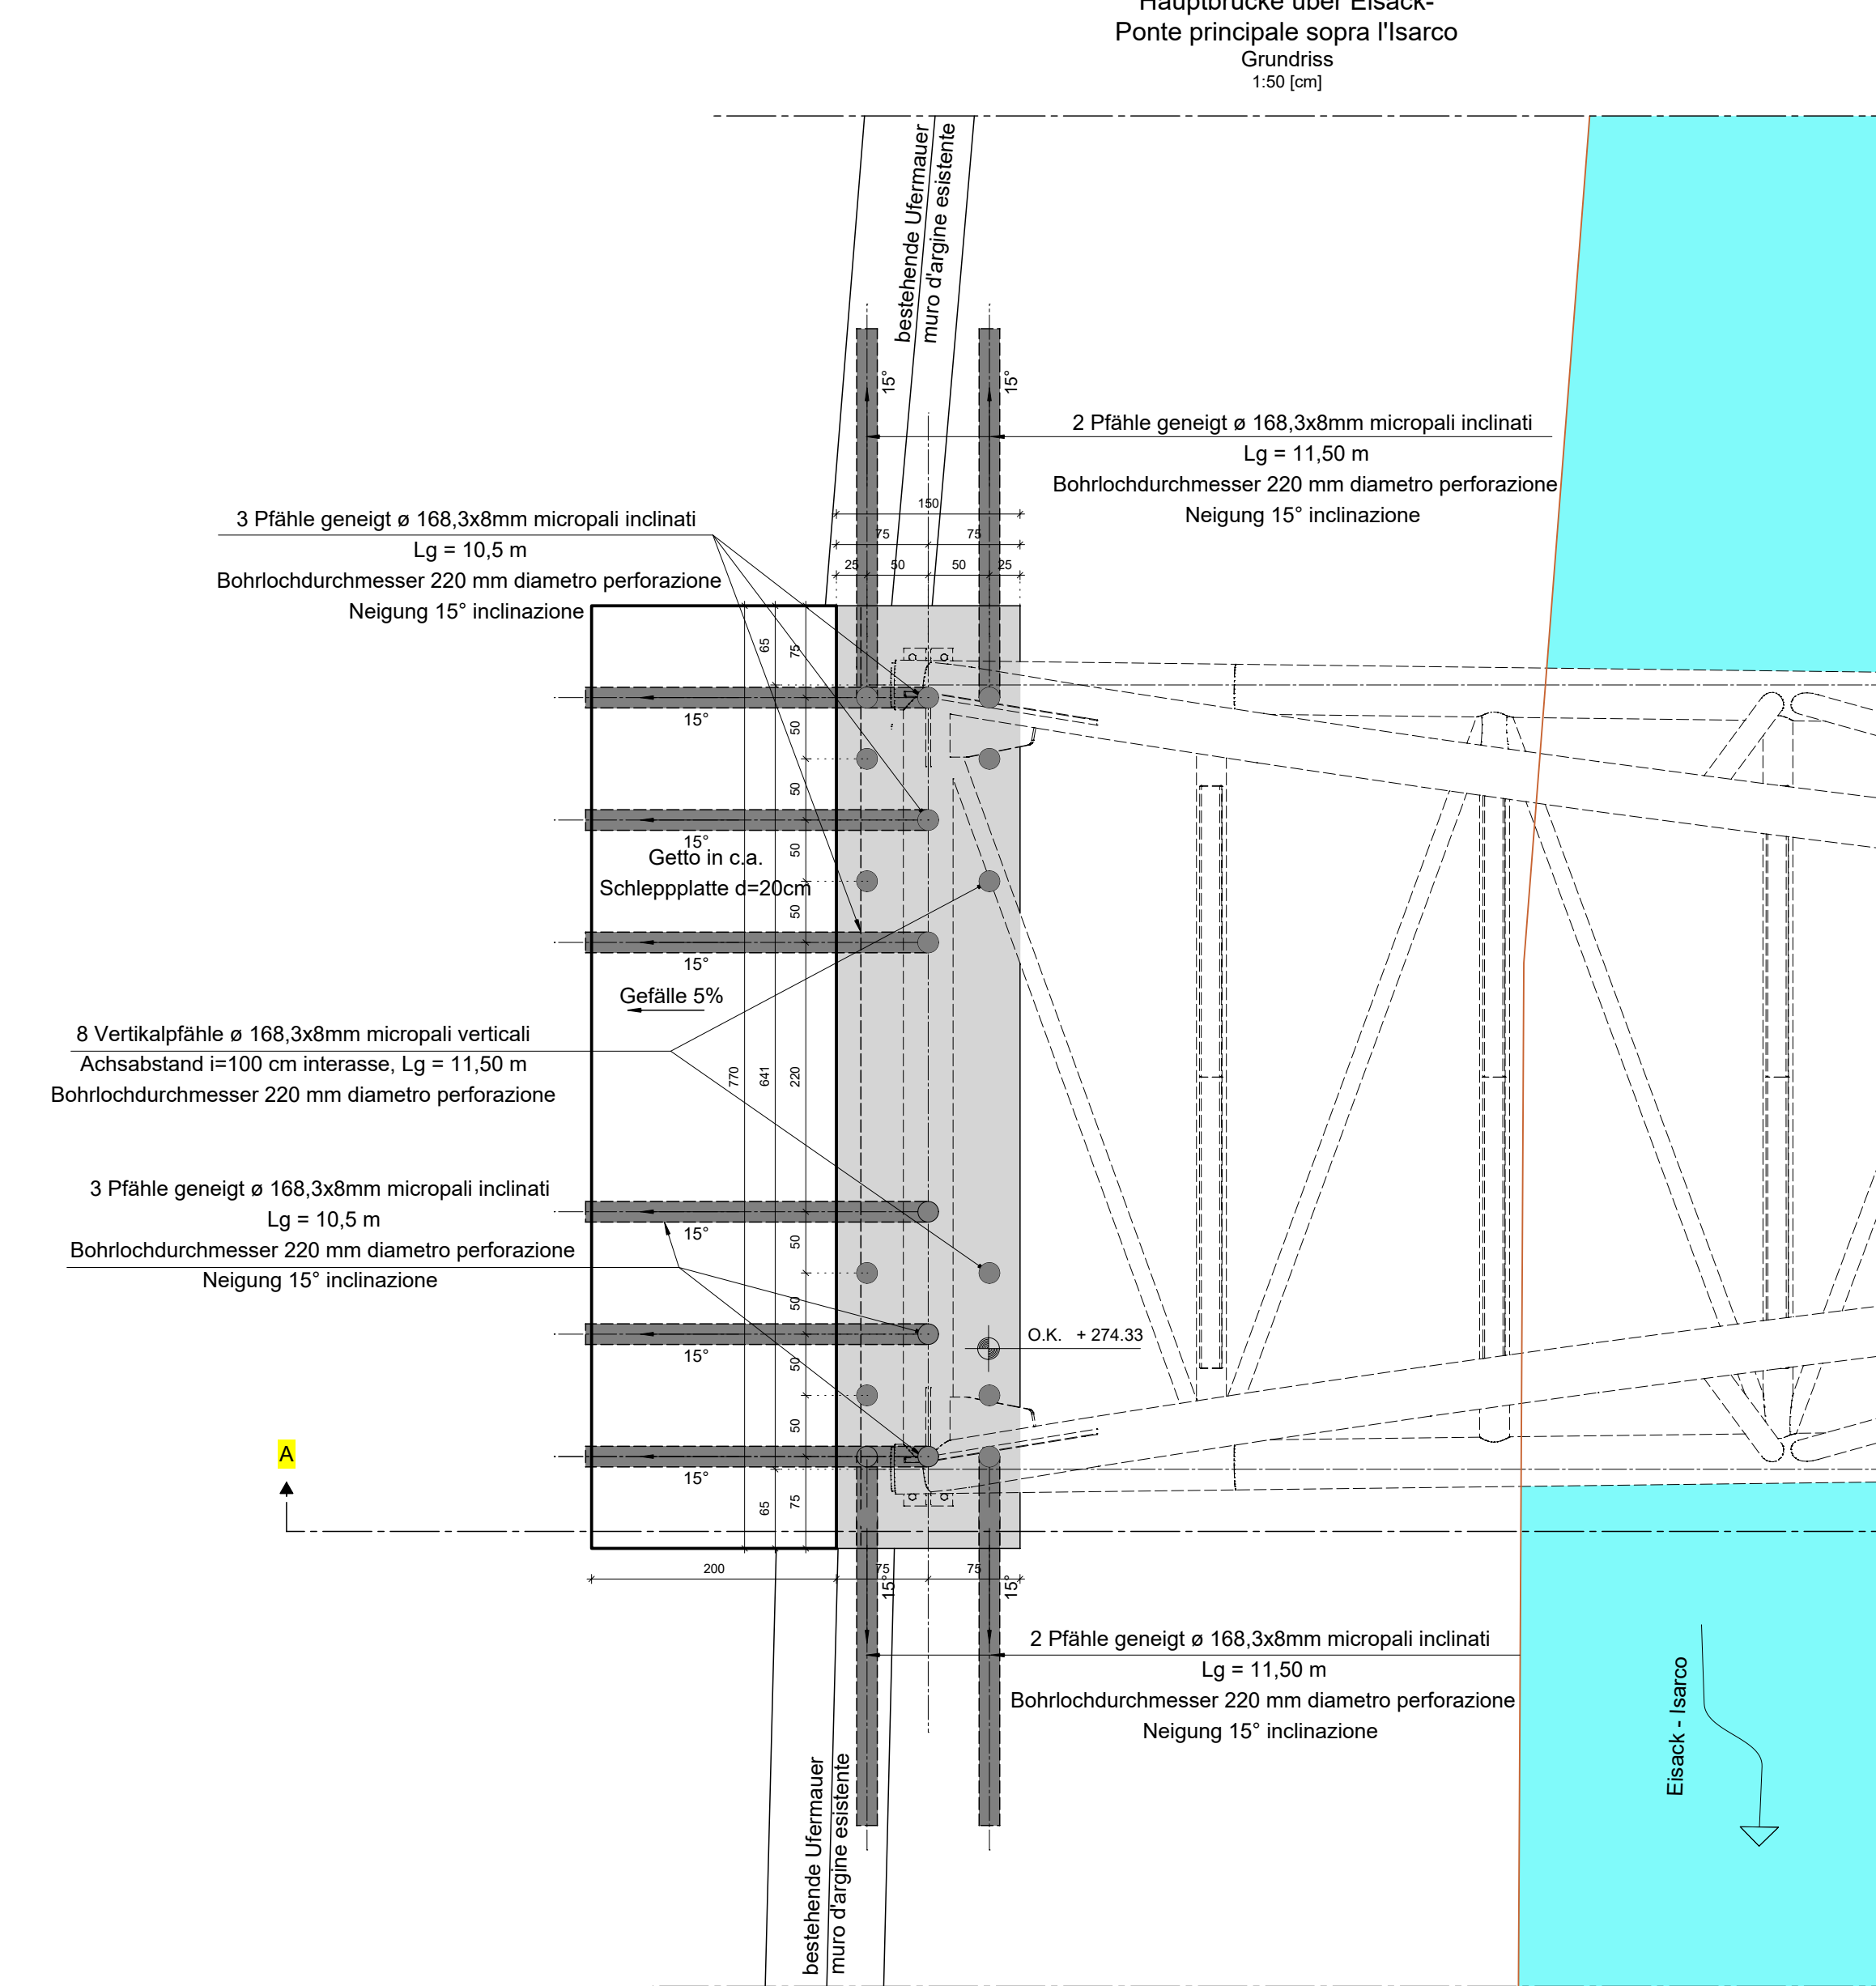 Hauptbrücke über Eisack-
Ponte principale sopra l'Isarco
Grundriss
1:50 [cm]
bestehende Ufermauer
muro d'argine esistente
15°
15°
2 Pfähle geneigt ø 168,3x8mm micropali inclinati
Lg = 11,50 m
Bohrlochdurchmesser 220 mm diametro perforazione
Neigung 15° inclinazione
3 Pfähle geneigt ø 168,3x8mm micropali inclinati
Lg = 10,5 m
Bohrlochdurchmesser 220 mm diametro perforazione
Neigung 15° inclinazione
150
75
75
25
50
50
25
65
75
15°
50
50
15°
50
Getto in c.a.
Schleppplatte d=20cm
50
15°
Gefälle 5%
8 Vertikalpfähle ø 168,3x8mm micropali verticali
Achsabstand i=100 cm interasse, Lg = 11,50 m
Bohrlochdurchmesser 220 mm diametro perforazione
770
641
220
3 Pfähle geneigt ø 168,3x8mm micropali inclinati
Lg = 10,5 m
Bohrlochdurchmesser 220 mm diametro perforazione
Neigung 15° inclinazione
15°
50
50
O.K. + 274.33
15°
50
50
A
15°
65
75
200
75
75
15°
15°
2 Pfähle geneigt ø 168,3x8mm micropali inclinati
Lg = 11,50 m
Bohrlochdurchmesser 220 mm diametro perforazione
Neigung 15° inclinazione
Eisack - Isarco
bestehende Ufermauer
muro d'argine esistente